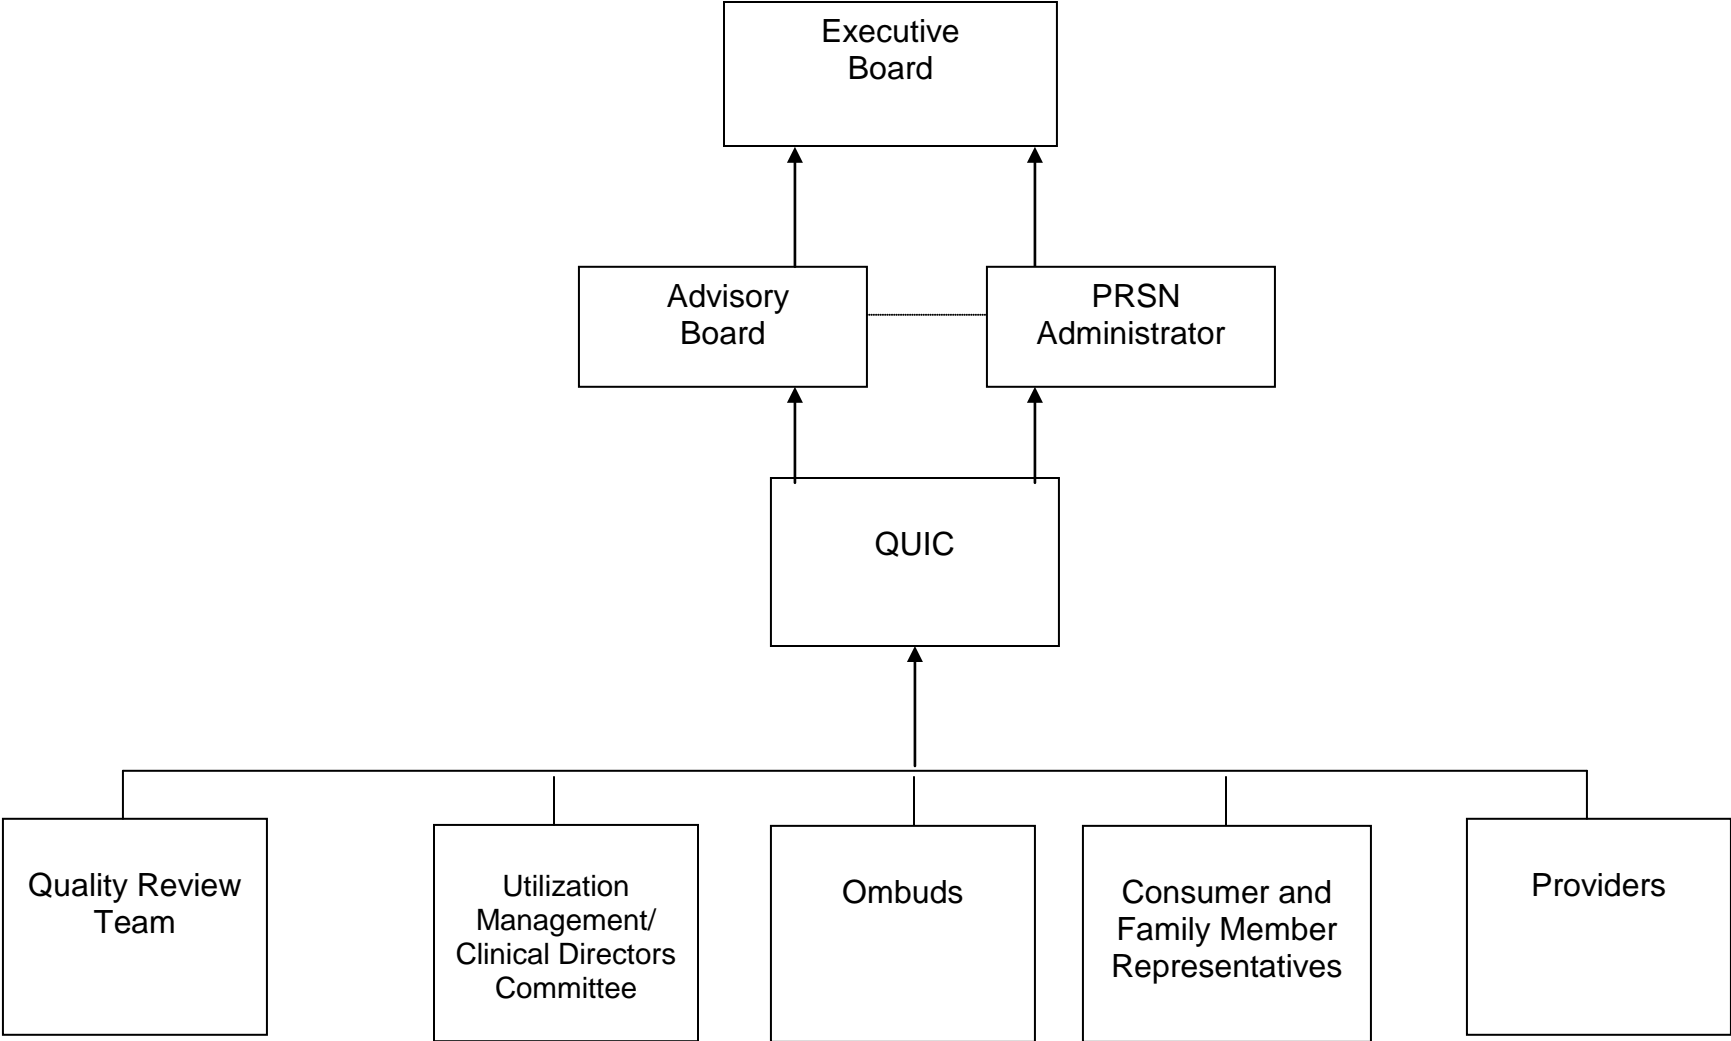 Executive
Board
Advisory
Board
PRSN
Administrator
QUIC
Quality Review
Team
Utilization
Management/
Clinical Directors
Committee
Ombuds
Consumer and
Family Member
Representatives
Providers